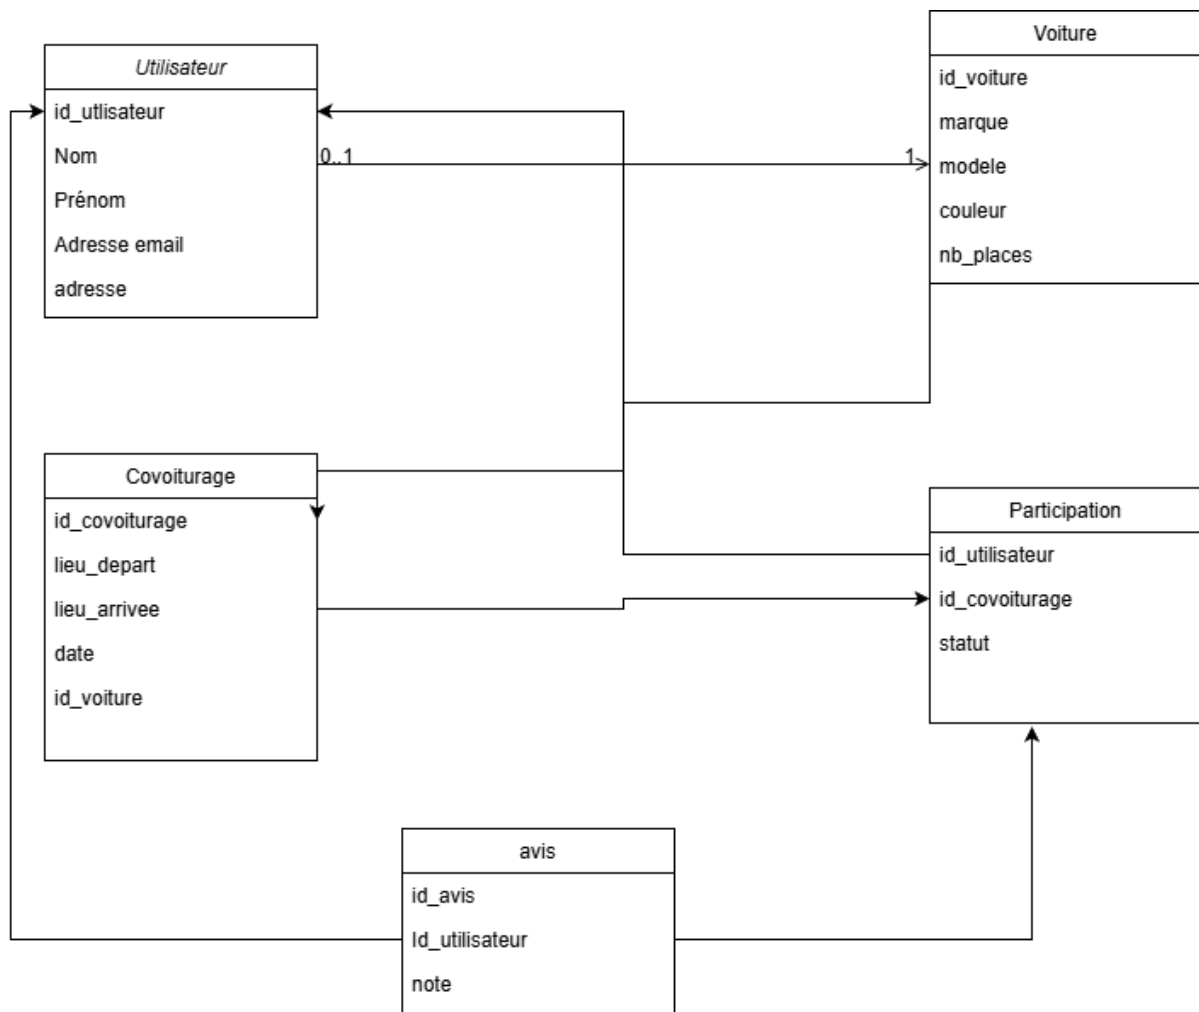 Utilisateur
id_utlisateur
Nom
Prénom
Adresse email
adresse
0..1
1
Voiture
id_voiture
marque
modele
couleur
nb_places
Covoiturage
id_covoiturage
lieu_depart
lieu_arrivee
date
id_voiture
Participation
id_utilisateur
id_covoiturage
statut
avis
id_avis
Id_utilisateur
note